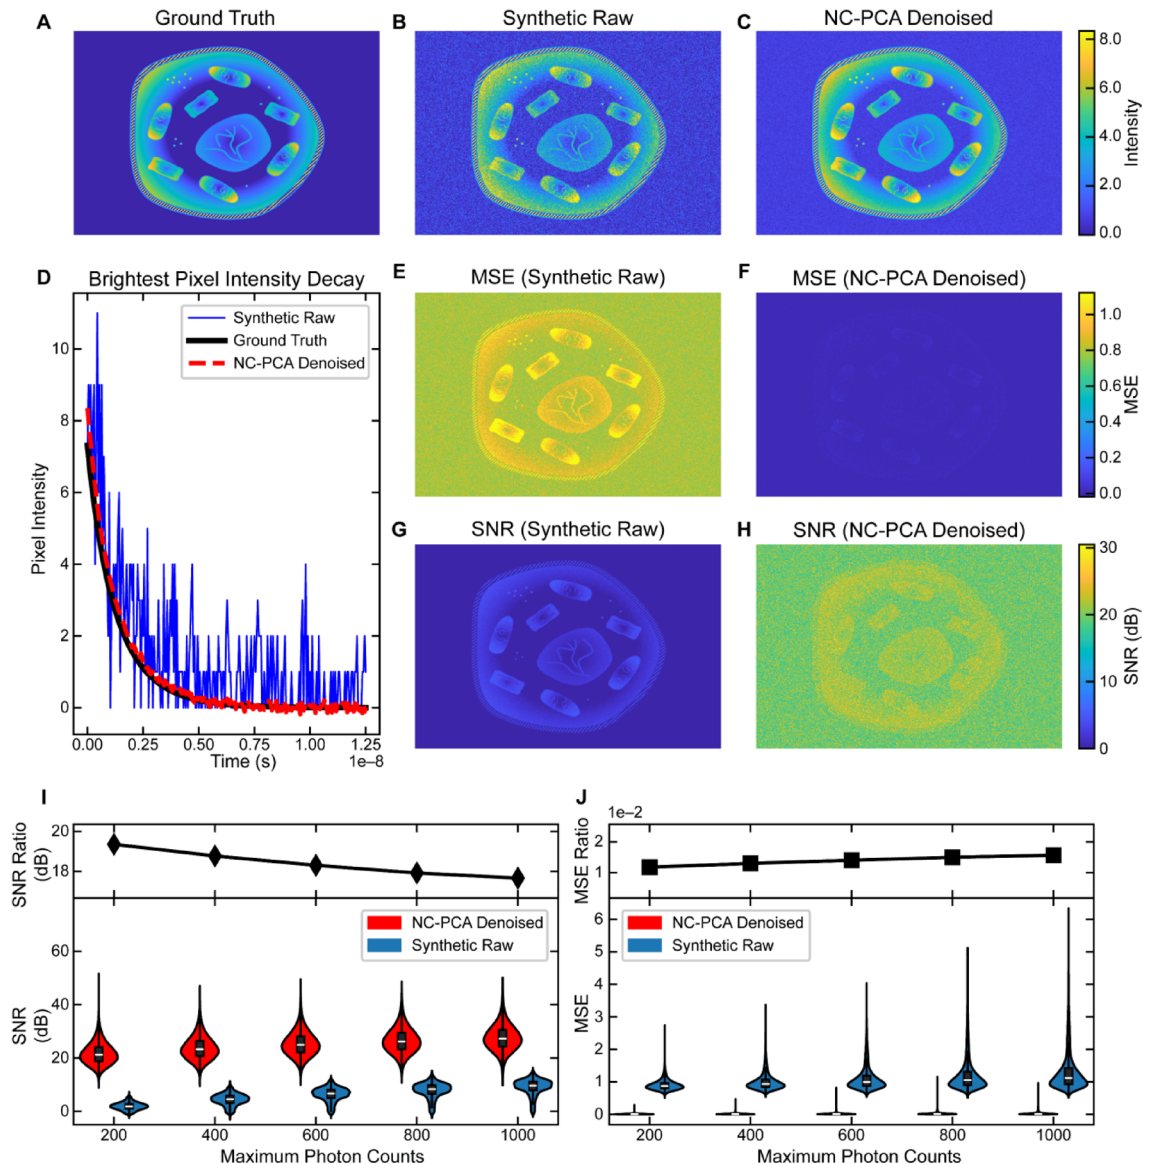 A Ground Truth
B Synthetic Raw
C NC-PCA Denoised
8.0
6.0
4.0
2.0
0.0
Intensity
D Brightest Pixel Intensity Decay
Synthetic Raw
Ground Truth
NC-PCA Denoised
10
8
6
4
2
0
Pixel Intensity
0.00 0.25 0.50 0.75 1.00 1.25
Time (s)
1e-8
E MSE (Synthetic Raw)
F MSE (NC-PCA Denoised)
1.0
0.8
0.6
0.4
0.2
0.0
MSE
G SNR (Synthetic Raw)
H SNR (NC-PCA Denoised)
30
20
10
0
SNR (dB)
I
20
18
SNR Ratio
(dB)
NC-PCA Denoised
Synthetic Raw
60
40
20
0
SNR
(dB)
200 400 600 800 1000
Maximum Photon Counts
J
1e-2
2
1
MSE Ratio
NC-PCA Denoised
Synthetic Raw
6
5
4
3
2
1
0
MSE
200 400 600 800 1000
Maximum Photon Counts